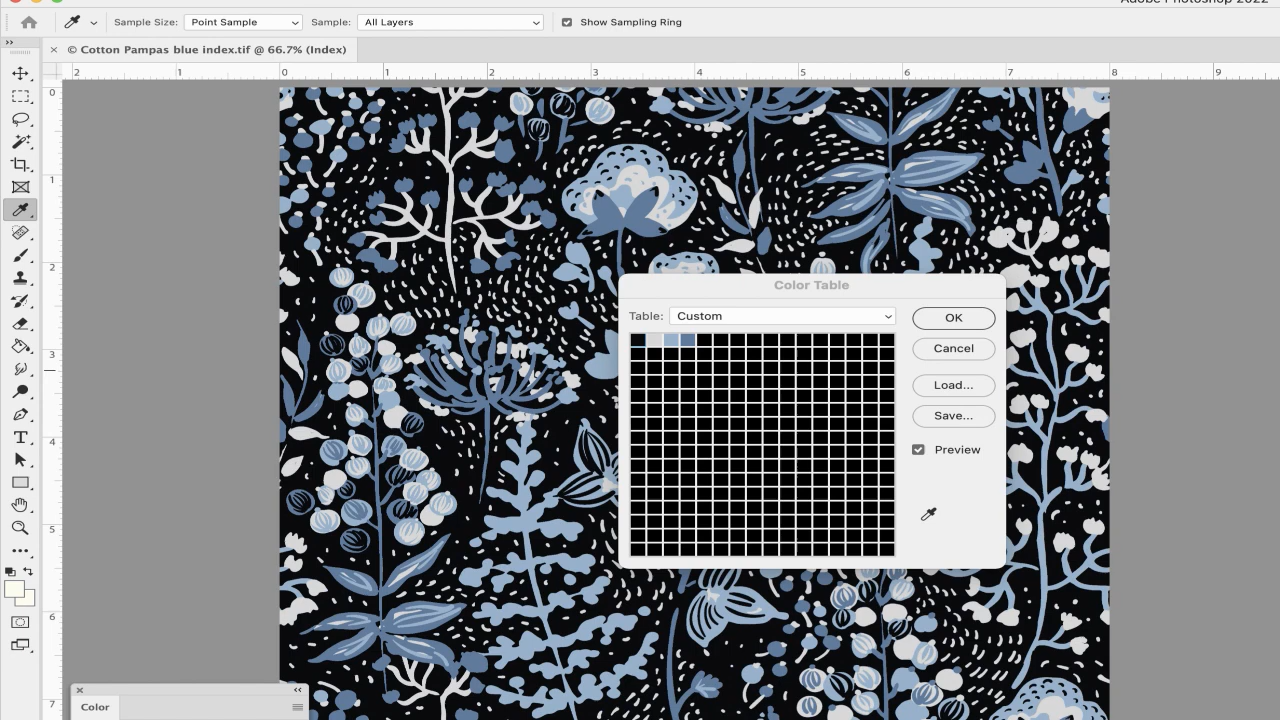 Adobe Photoshop 2022
Sample Size: Point Sample Sample: All Layers Show Sampling Ring
© Cotton Pampas blue index.tif @ 66.7% (Index)
2 1 0 1 2 3 4 5 6 7 8 9
0
1
2
3
4
5
6
7
Color Table
Table: Custom
OK
Cancel
Load...
Save...
Preview
Color